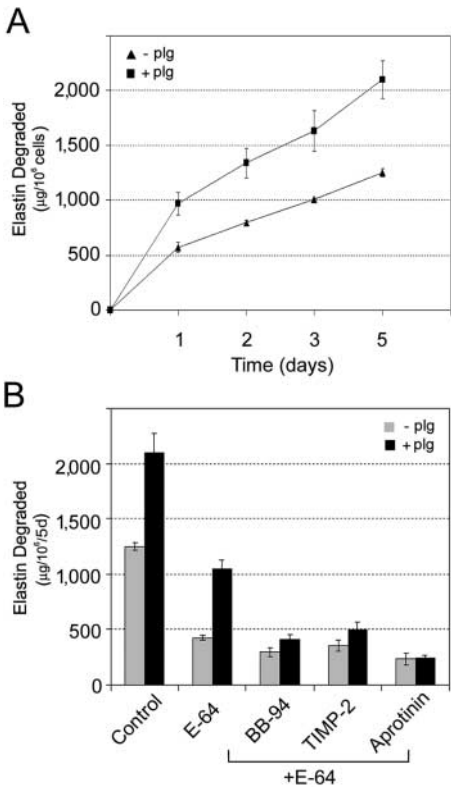 A
- plg
+ plg
2,000
1,500
1,000
500
0
Elastin Degraded
(µg/10⁶ cells)
1 2 3 5
Time (days)
B
- plg
+ plg
2,000
1,500
1,000
500
0
Elastin Degraded
(µg/10⁶/5d)
Control
E-64
BB-94
TIMP-2
Aprotinin
+E-64